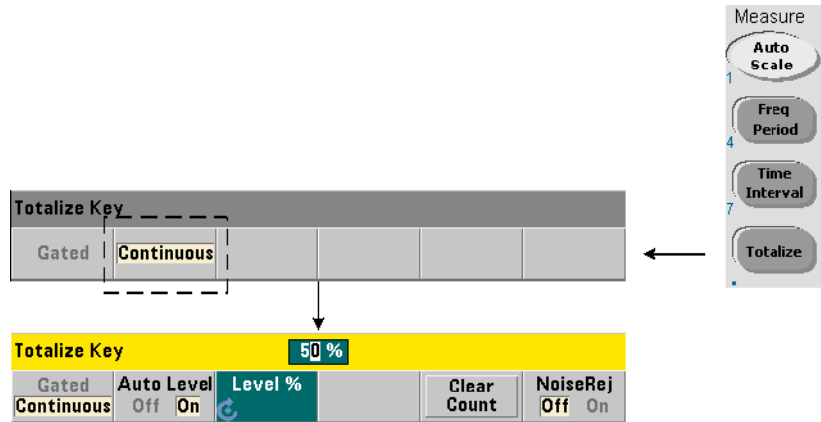 Measure
Auto
Scale
1
Freq
Period
4
Time
Interval
7
Totalize
.
Totalize Key
Gated
Continuous
Totalize Key
50 %
Gated
Continuous
Auto Level
Off On
Level %
Clear
Count
NoiseRej
Off On